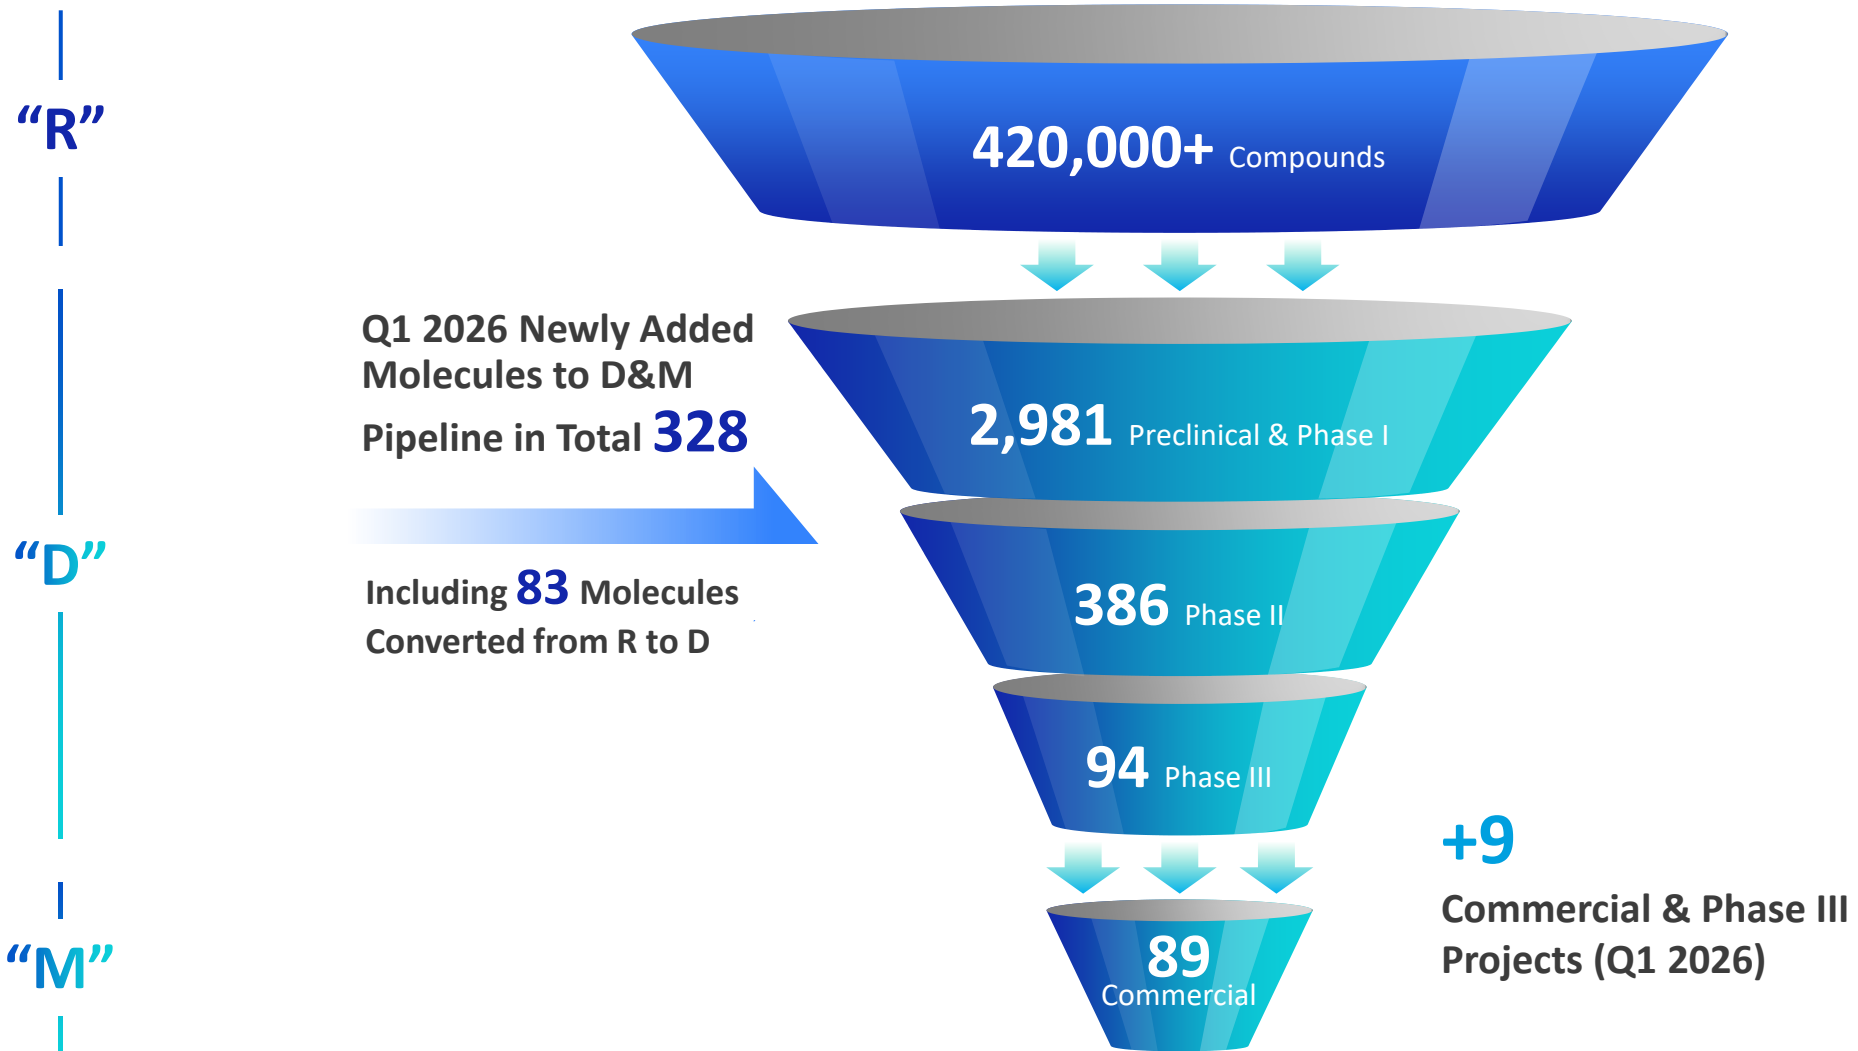 “R”
420,000+ Compounds
Q1 2026 Newly Added
Molecules to D&M
Pipeline in Total 328
2,981 Preclinical & Phase I
“D”
Including 83 Molecules
Converted from R to D
386 Phase II
94 Phase III
+9
Commercial & Phase III
Projects (Q1 2026)
“M”
89
Commercial